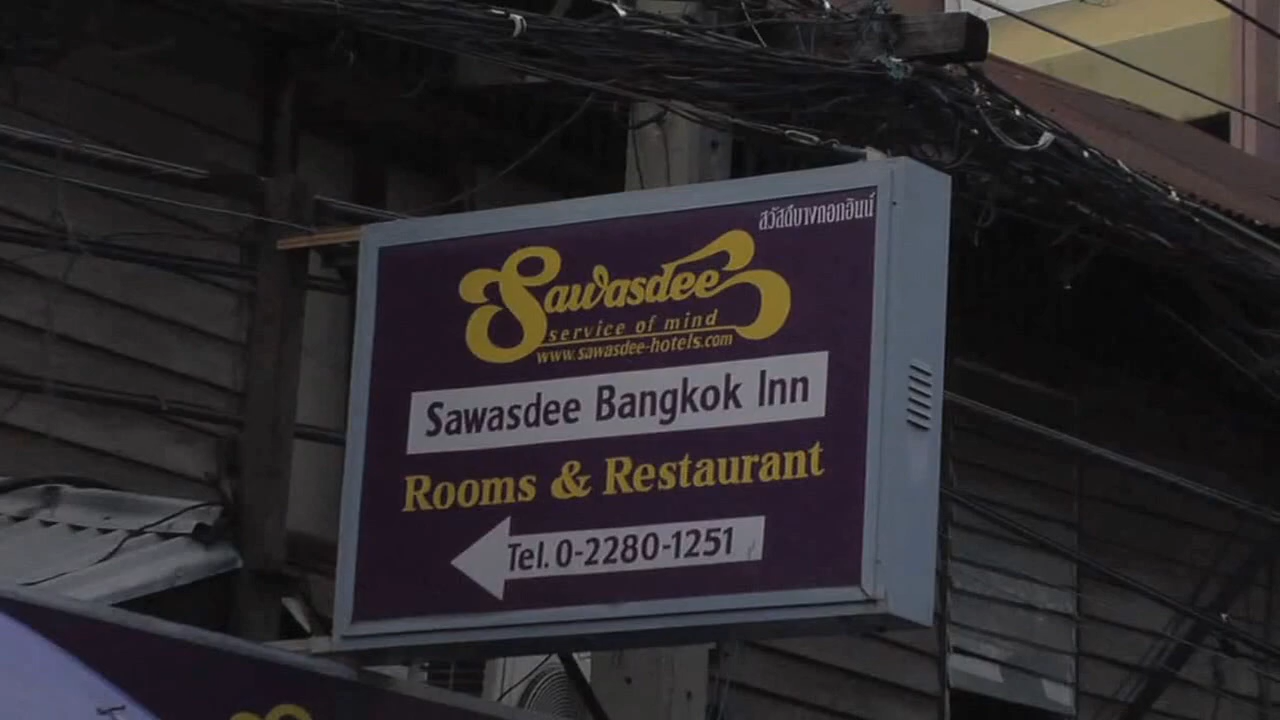 สวัสดีบางกอกอินน์
Sawasdee
service of mind
www.sawasdee-hotels.com
Sawasdee Bangkok Inn
Rooms & Restaurant
Tel. 0-2280-1251